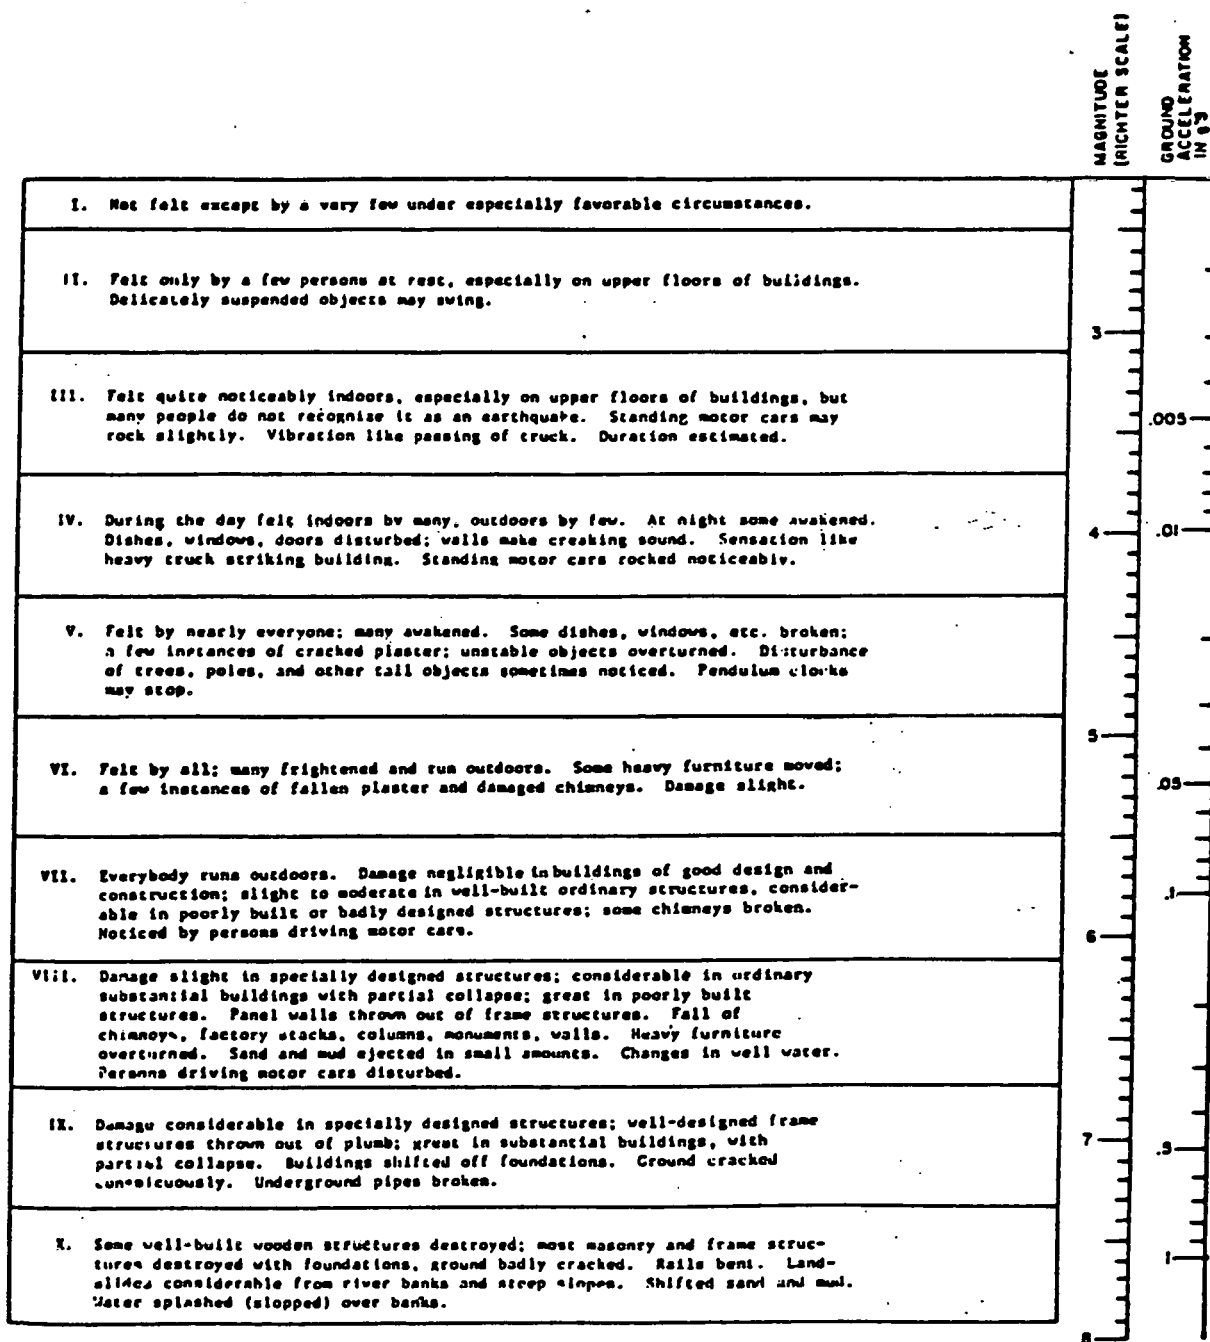 MAGNITUDE
(RICHTER SCALE)
GROUND
ACCELERATION
IN
I. Not felt except by a very few under especially favorable circumstances.
II. Felt only by a few persons at rest, especially on upper floors of buildings.
Delicately suspended objects may swing.
3
III. Felt quite noticeably indoors, especially on upper floors of buildings, but
many people do not recognize it as an earthquake. Standing motor cars may
rock slightly. Vibration like passing of truck. Duration estimated.
.005
IV. During the day felt indoors by many, outdoors by few. At night some awakened.
Dishes, windows, doors disturbed; walls make creaking sound. Sensation like
heavy truck striking building. Standing motor cars rocked noticeably.
4
.01
V. Felt by nearly everyone; many awakened. Some dishes, windows, etc. broken;
a few instances of cracked plaster; unstable objects overturned. Disturbance
of trees, poles, and other tall objects sometimes noticed. Pendulum clocks
may stop.
5
VI. Felt by all; many frightened and run outdoors. Some heavy furniture moved;
a few instances of fallen plaster and damaged chimneys. Damage slight.
.05
VII. Everybody runs outdoors. Damage negligible in buildings of good design and
construction; slight to moderate in well-built ordinary structures, consider-
able in poorly built or badly designed structures; some chimneys broken.
Noticed by persons driving motor cars.
.1
6
VIII. Damage slight in specially designed structures; considerable in ordinary
substantial buildings with partial collapse; great in poorly built
structures. Panel walls thrown out of frame structures. Fall of
chimneys, factory stacks, columns, monuments, walls. Heavy furniture
overturned. Sand and mud ejected in small amounts. Changes in well water.
Persons driving motor cars disturbed.
IX. Damage considerable in specially designed structures; well-designed frame
structures thrown out of plumb; great in substantial buildings, with
partial collapse. Buildings shifted off foundations. Ground cracked
conspicuously. Underground pipes broken.
7
X. Some well-built wooden structures destroyed; most masonry and frame struc-
tures destroyed with foundations, ground badly cracked. Rails bent. Land-
slides considerable from river banks and steep slopes. Shifted sand and mud.
Water splashed (slopped) over banks.
1
8